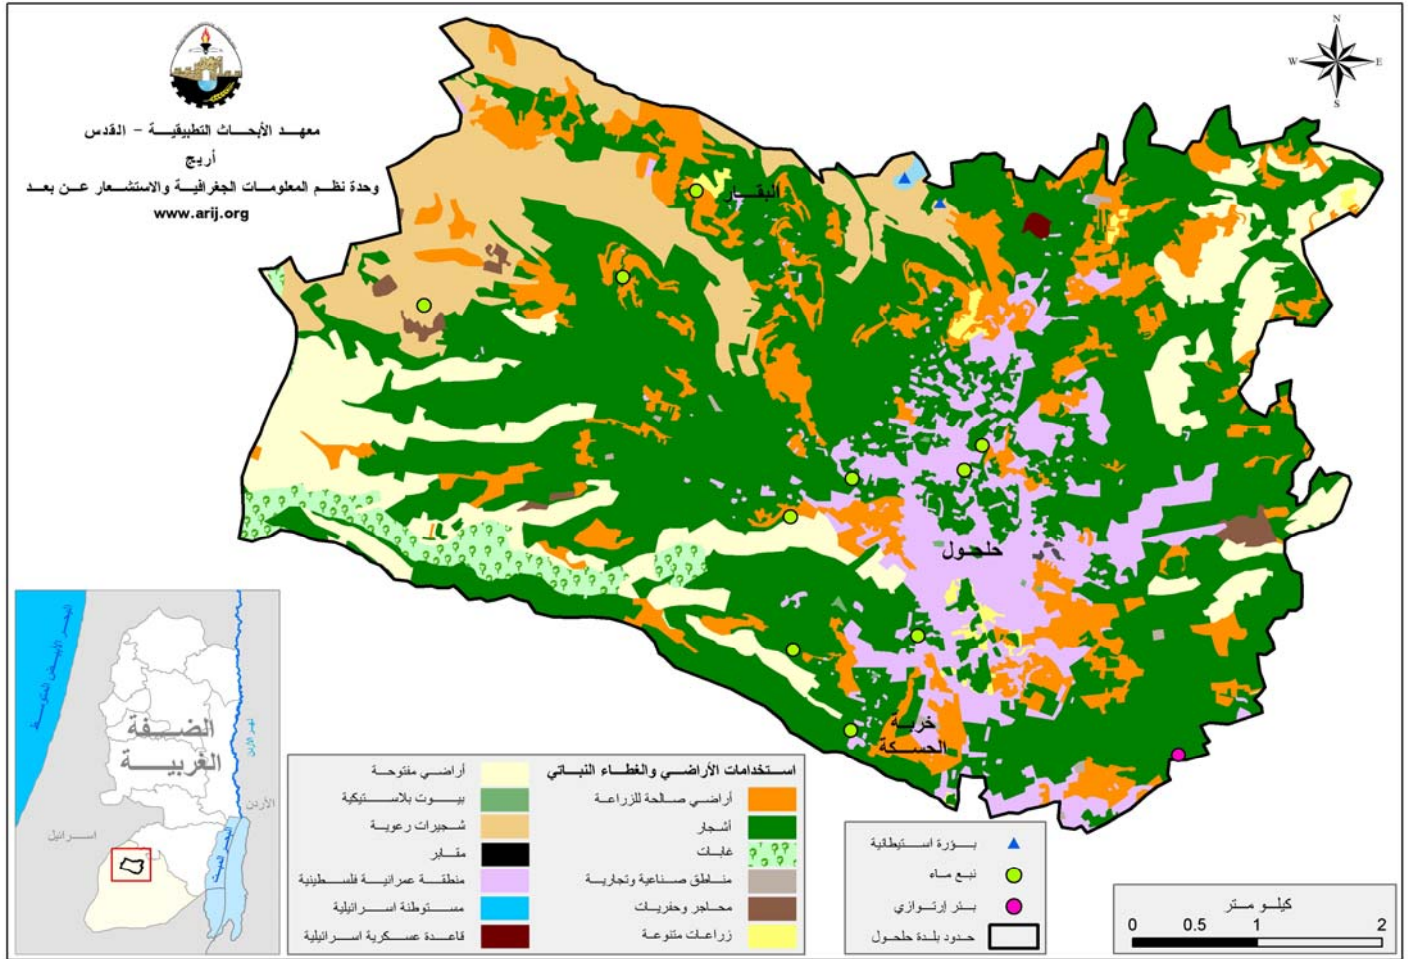 معهد الأبحاث التطبيقية – القدس
أريج
وحدة نظم المعلومات الجغرافية والاستشعار عن بعد
www.arij.org
N
W
E
S
البقار
حلحول
خربة
الحسكة
البحر الأبيض المتوسط
نهر الأردن
الضفة
الغربية
الأردن
اسرائيل
البحر الميت
استخدامات الأراضي والغطاء النباتي
أراضي صالحة للزراعة
أشجار
غابات
مناطق صناعية وتجارية
محاجر وحفريات
زراعات متنوعة
أراضي مفتوحة
بيوت بلاستيكية
شجيرات رعوية
مقابر
منطقة عمرانية فلسطينية
مستوطنة اسرائيلية
قاعدة عسكرية اسرائيلية
بؤرة استيطانية
نبع ماء
بئر إرتوازي
حدود بلدة حلحول
كيلو متر
0 0.5 1 2